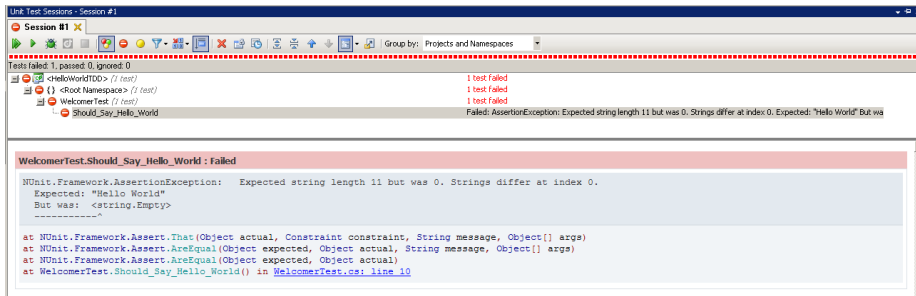 Unit Test Sessions - Session #1
Session #1
Group by: Projects and Namespaces
Tests failed: 1, passed: 0, ignored: 0
<HelloWorldTDD> (1 test) 1 test failed
{} <Root Namespace> (1 test) 1 test failed
WelcomerTest (1 test) 1 test failed
Should_Say_Hello_World Failed: AssertionException: Expected string length 11 but was 0. Strings differ at index 0. Expected: "Hello World" But wa
WelcomerTest.Should_Say_Hello_World : Failed
NUnit.Framework.AssertionException:   Expected string length 11 but was 0. Strings differ at index 0.
Expected: "Hello World"
But was:  <string.Empty>
-----------^
at NUnit.Framework.Assert.That(Object actual, Constraint constraint, String message, Object[] args)
at NUnit.Framework.Assert.AreEqual(Object expected, Object actual, String message, Object[] args)
at NUnit.Framework.Assert.AreEqual(Object expected, Object actual)
at WelcomerTest.Should_Say_Hello_World() in WelcomerTest.cs: line 10